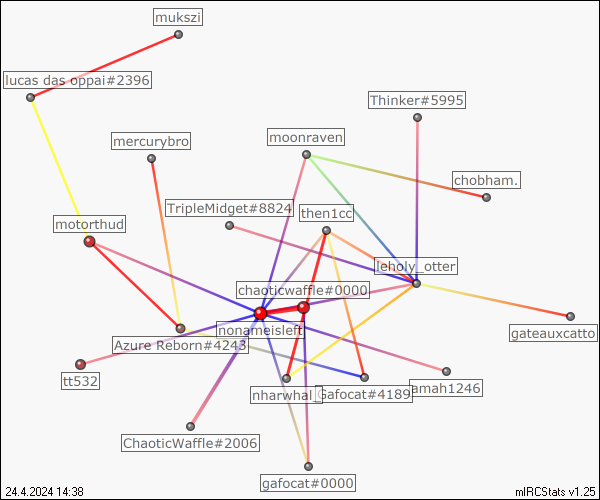 mukszi
lucas das oppai#2396
Thinker#5995
mercurybro
moonraven
chobham.
TripleMidget#8824
then1cc
motorthud
leholy_otter
chaoticwaffle#0000
nonameisleft
gateauxcatto
Azure Reborn#4243
tt532
nharwhal_
Gafocat#4189
amah1246
ChaoticWaffle#2006
gafocat#0000
24.4.2024 14:38
mIRCStats v1.25